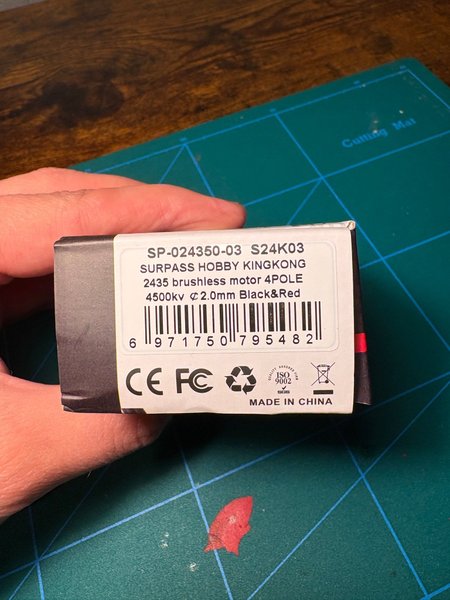 Cutting Mat
SP-024350-03 S24K03
SURPASS HOBBY KINGKONG
2435 brushless motor 4POLE
4500kv ⊄2.0mm Black&Red
6 971750 795482
CE FC ISO
9002
MADE IN CHINA